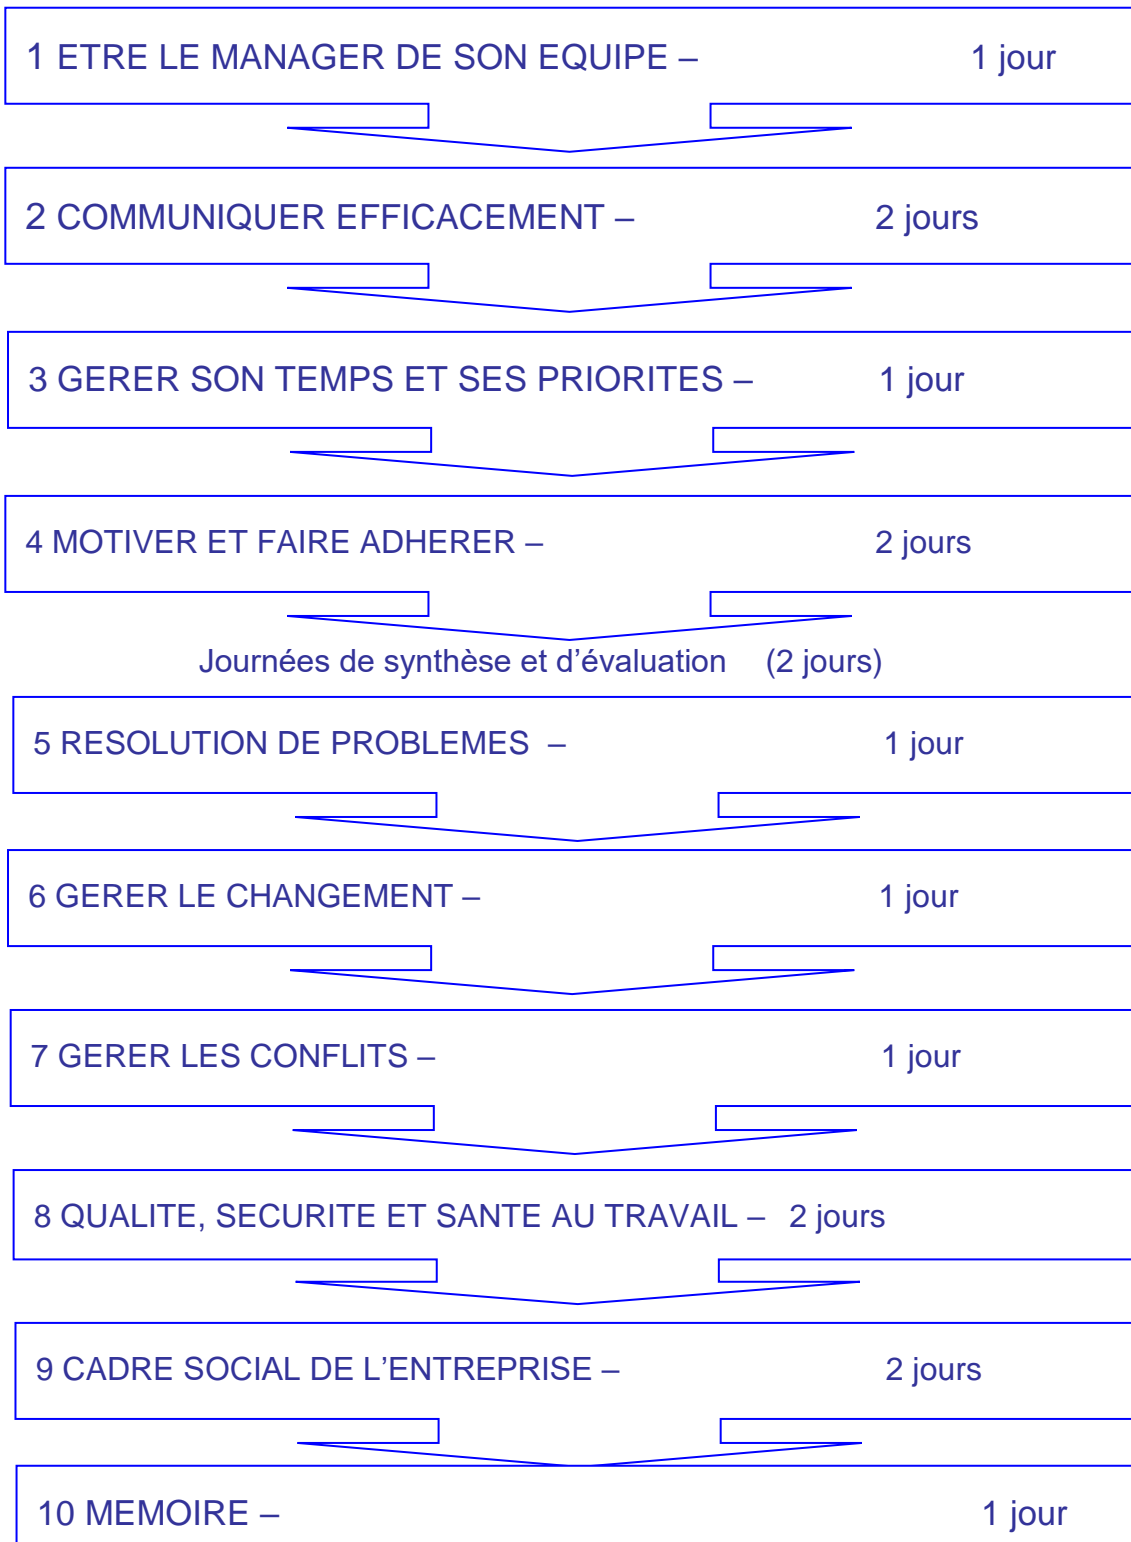 1 ETRE LE MANAGER DE SON EQUIPE – 1 jour
2 COMMUNIQUER EFFICACEMENT – 2 jours
3 GERER SON TEMPS ET SES PRIORITES – 1 jour
4 MOTIVER ET FAIRE ADHERER – 2 jours
Journées de synthèse et d’évaluation (2 jours)
5 RESOLUTION DE PROBLEMES – 1 jour
6 GERER LE CHANGEMENT – 1 jour
7 GERER LES CONFLITS – 1 jour
8 QUALITE, SECURITE ET SANTE AU TRAVAIL – 2 jours
9 CADRE SOCIAL DE L’ENTREPRISE – 2 jours
10 MEMOIRE – 1 jour